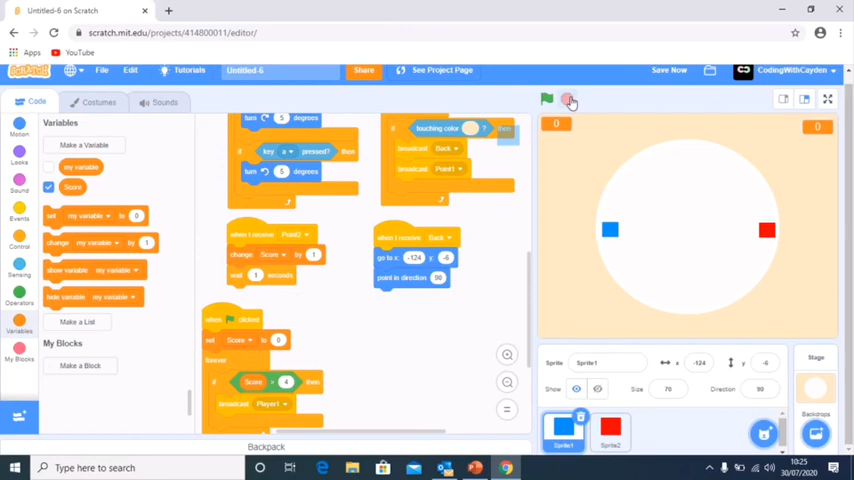 Untitled-6 on Scratch
scratch.mit.edu/projects/414800011/editor/
Apps YouTube
SCRATCH File Edit Tutorials Untitled-6 Share See Project Page Save Now CodingWithCayden
Code Costumes Sounds
Motion
Looks
Sound
Events
Control
Sensing
Operators
Variables
My Blocks
Variables
Make a Variable
my variable
Score
set my variable to 0
change my variable by 1
show variable my variable
hide variable my variable
Make a List
My Blocks
Make a Block
turn 5 degrees
if key a pressed? then
turn 5 degrees
if touching color ? then
broadcast Back
broadcast Point1
when I receive Point2
change Score by 1
wait 1 seconds
when I receive Back
go to x: -124 y: -6
point in direction 90
when clicked
set Score to 0
forever
if Score > 4 then
broadcast Player1
0
0
Sprite Sprite1 x -124 y -6
Show Size 70 Direction 90
Sprite1
Sprite2
Stage
Backdrops
Backpack
Type here to search
10:25
30/07/2020